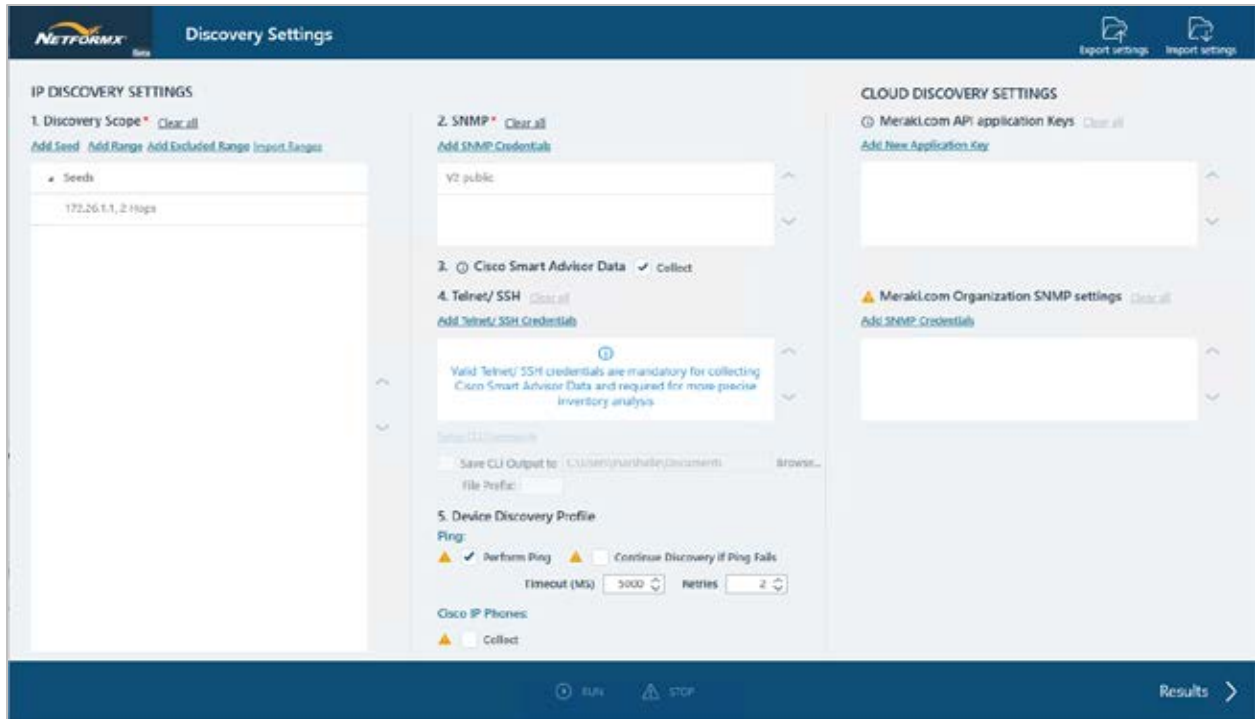 NETFORMX
Beta
Discovery Settings
Export settings
Import settings
IP DISCOVERY SETTINGS
1. Discovery Scope* Clear all
Add Seed Add Range Add Excluded Range Import Ranges
Seeds
172.26.1.1, 2 Hops
2. SNMP* Clear all
Add SNMP Credentials
V2 public
3. Cisco Smart Advisor Data Collect
4. Telnet/ SSH Clear all
Add Telnet/ SSH Credentials
Valid Telnet/ SSH credentials are mandatory for collecting
Cisco Smart Advisor Data and required for more precise
inventory analysis
Save CLI Output to Browse...
File Prefix:
5. Device Discovery Profile
Ping:
Perform Ping Continue Discovery if Ping Fails
Timeout (MS) 5000 Retries 2
Cisco IP Phones:
Collect
CLOUD DISCOVERY SETTINGS
Meraki.com API application Keys Clear all
Add New Application Key
Meraki.com Organization SNMP settings Clear all
Add SNMP Credentials
RUN STOP
Results